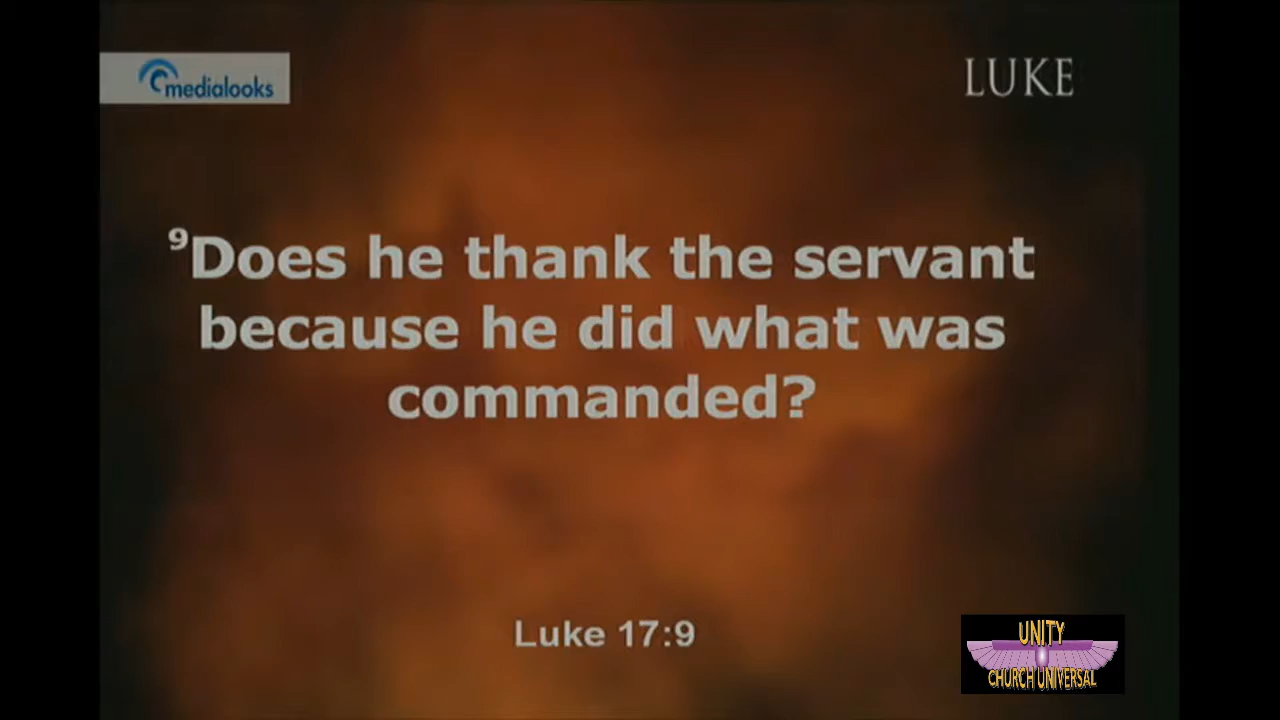 medialooks
LUKE
⁹Does he thank the servant
because he did what was
commanded?
Luke 17:9
UNITY
CHURCH UNIVERSAL